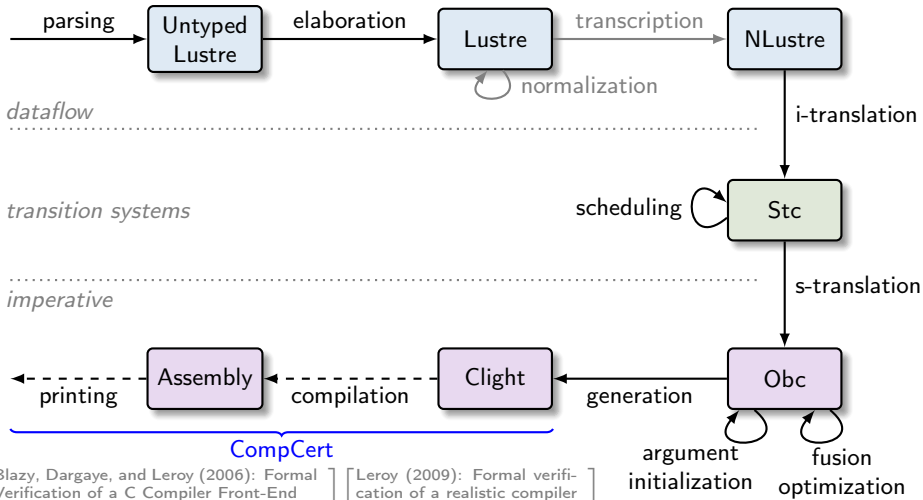 parsing
Untyped
Lustre
elaboration
Lustre
transcription
NLustre
normalization
dataflow
i-translation
transition systems
scheduling
Stc
imperative
s-translation
Assembly
Clight
Obc
printing
compilation
generation
CompCert
argument
initialization
fusion
optimization
Blazy, Dargaye, and Leroy (2006): Formal
Verification of a C Compiler Front-End
Leroy (2009): Formal verifi-
cation of a realistic compiler